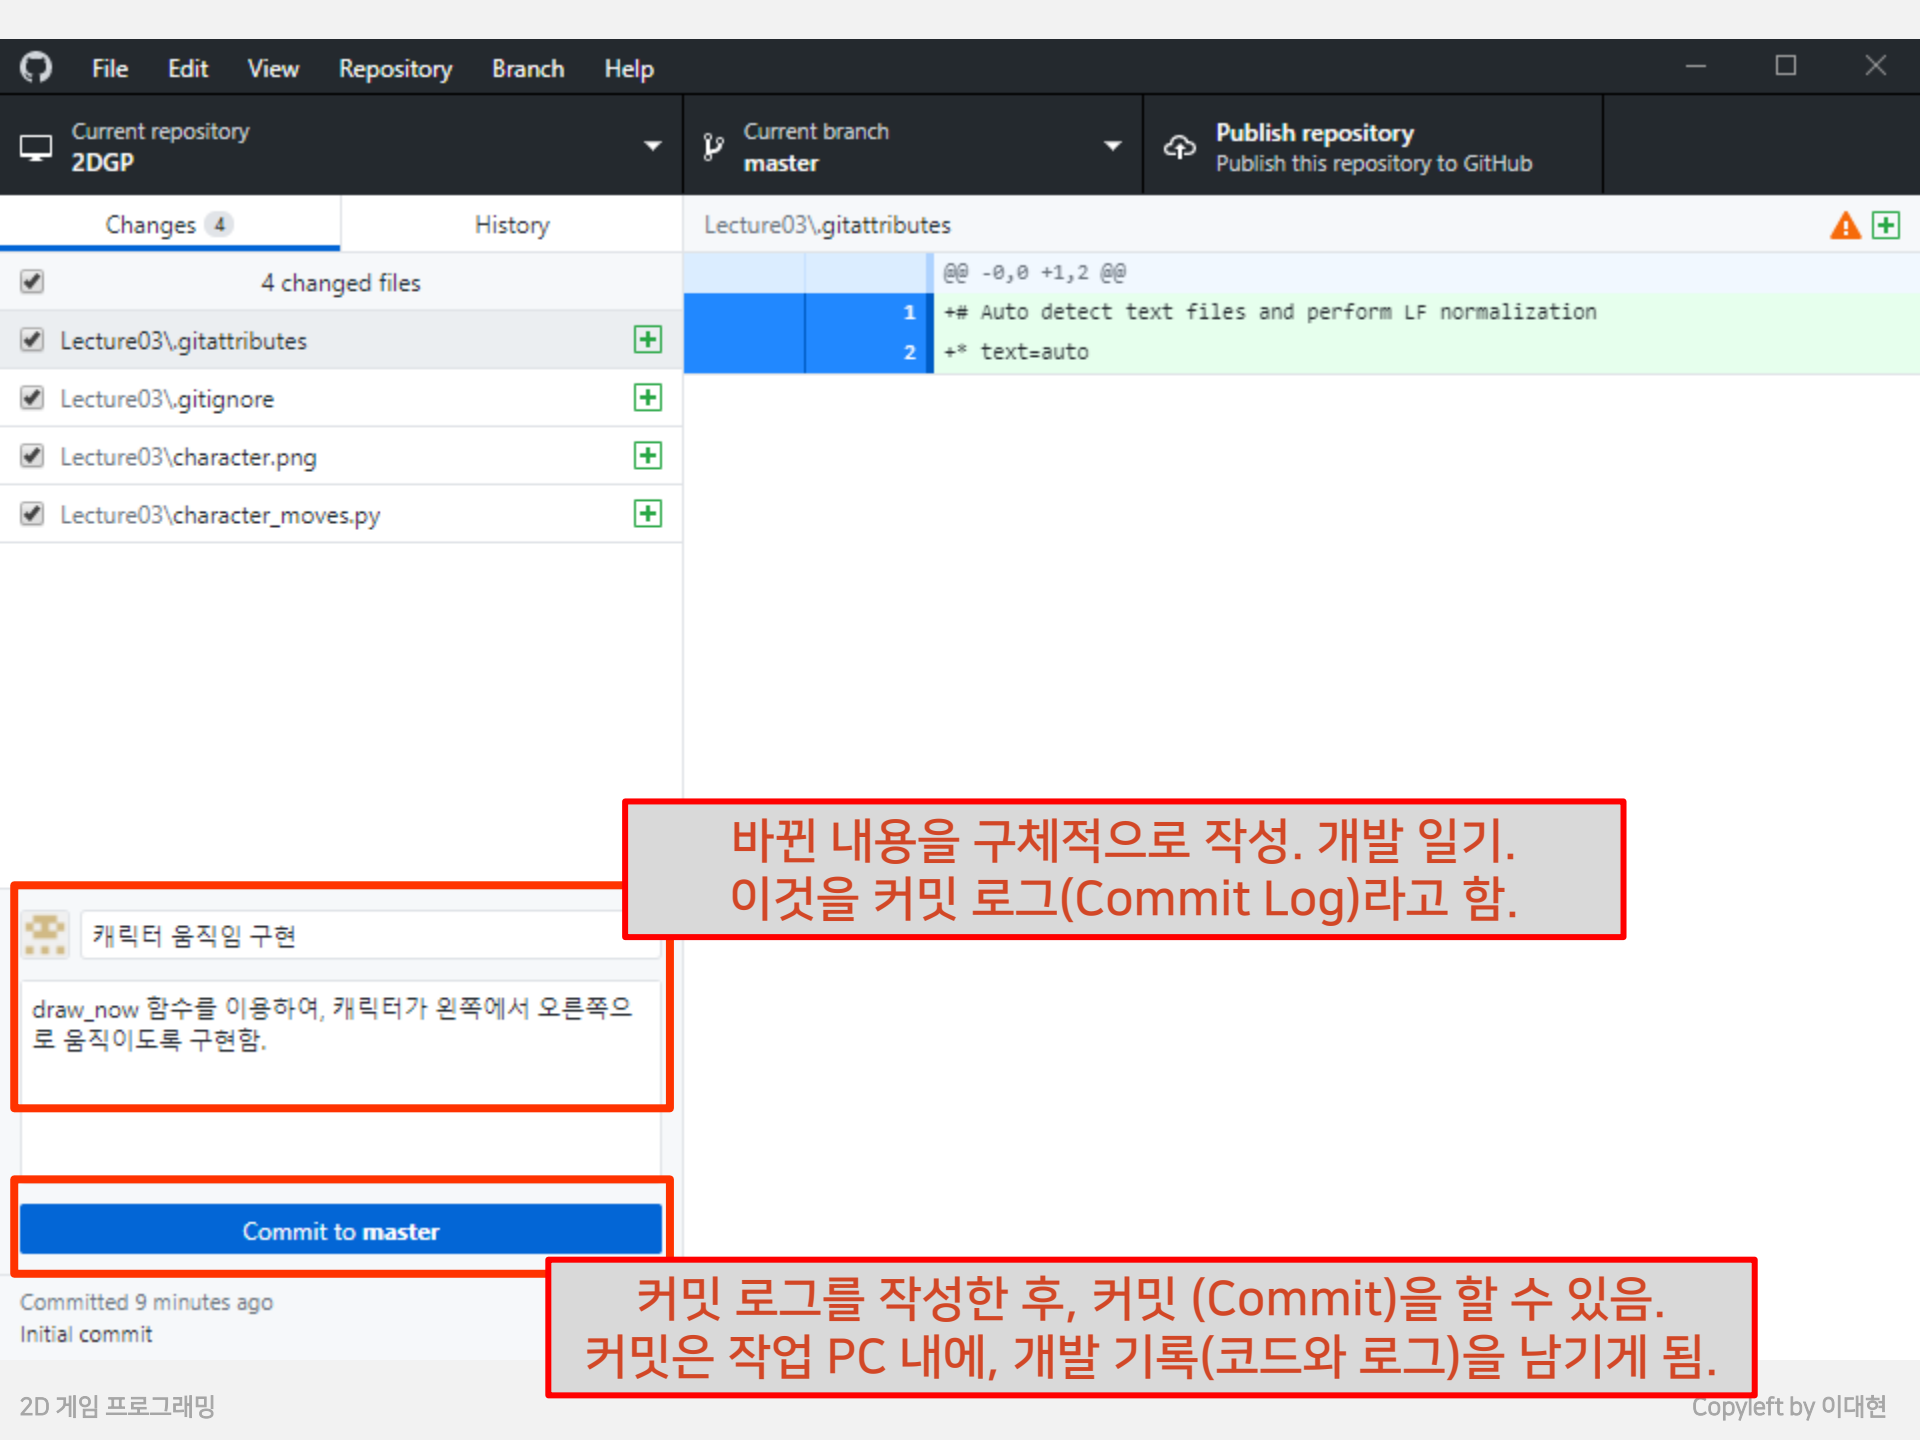 File Edit View Repository Branch Help
Current repository
2DGP
Current branch
master
Publish repository
Publish this repository to GitHub
Changes 4
History
Lecture03\.gitattributes
4 changed files
@@ -0,0 +1,2 @@
1 +# Auto detect text files and perform LF normalization
2 +* text=auto
Lecture03\.gitattributes
Lecture03\.gitignore
Lecture03\character.png
Lecture03\character_moves.py
바뀐 내용을 구체적으로 작성. 개발 일기.
이것을 커밋 로그(Commit Log)라고 함.
캐릭터 움직임 구현
draw_now 함수를 이용하여, 캐릭터가 왼쪽에서 오른쪽으
로 움직이도록 구현함.
Commit to master
커밋 로그를 작성한 후, 커밋 (Commit)을 할 수 있음.
커밋은 작업 PC 내에, 개발 기록(코드와 로그)을 남기게 됨.
Committed 9 minutes ago
Initial commit
2D 게임 프로그래밍
Copyleft by 이대현